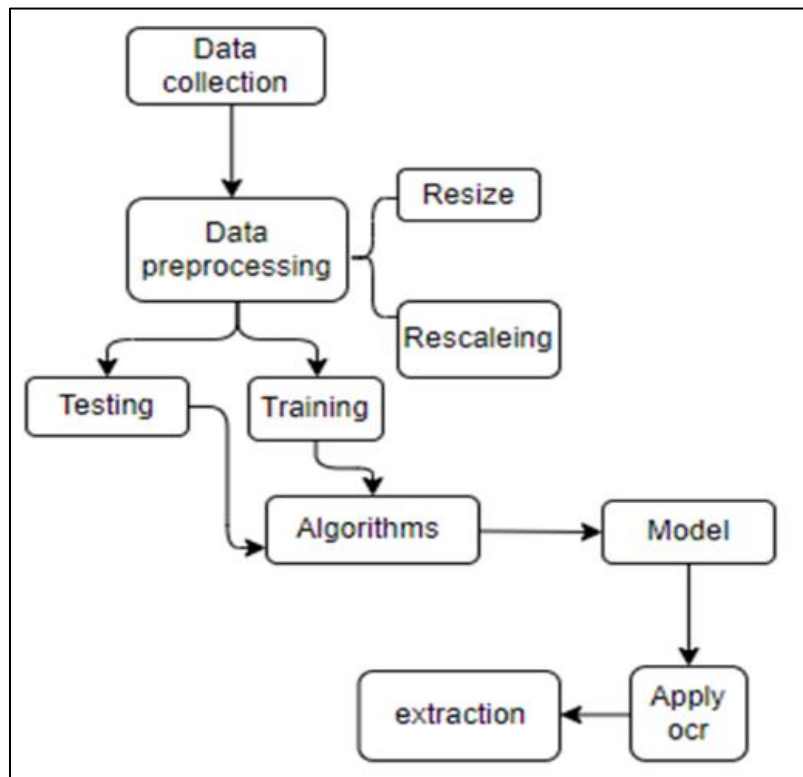 Data
collection
Resize
Data
preprocessing
Rescaleing
Testing
Training
Algorithms
Model
extraction
Apply
ocr